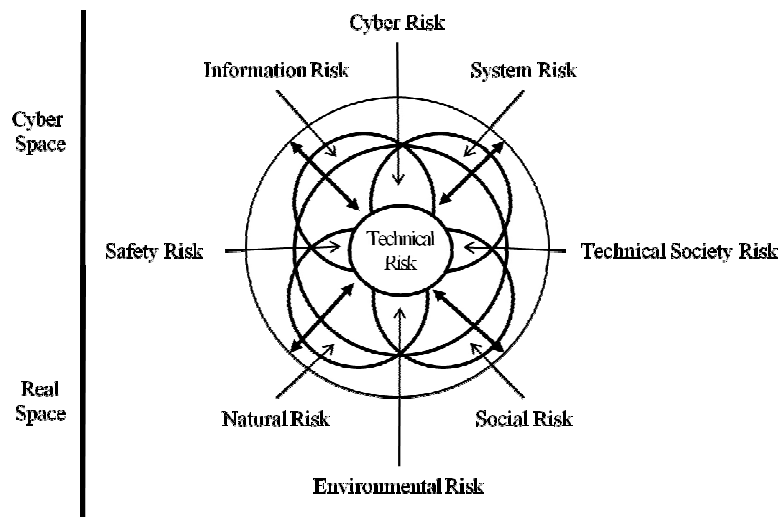 Cyber Risk
Information Risk
System Risk
Cyber
Space
Safety Risk
Technical
Risk
Technical Society Risk
Real
Space
Natural Risk
Social Risk
Environmental Risk